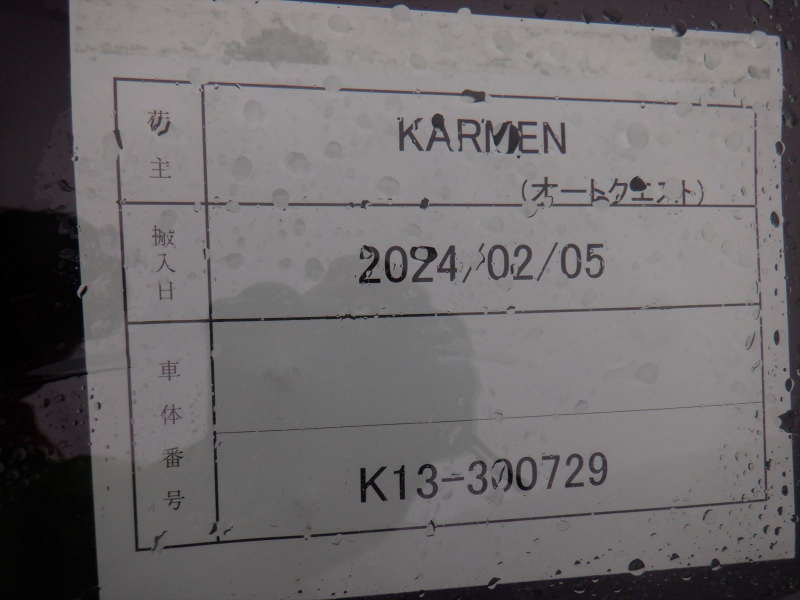 荷主 KARMEN
(オートクエスト)
搬入日 2024/02/05
車体番号 K13-300729